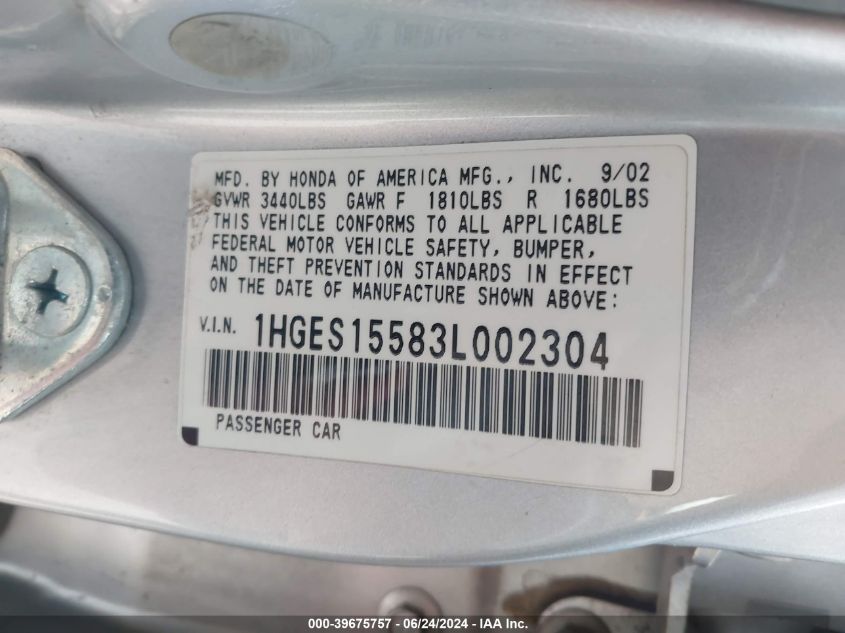 MFD. BY HONDA OF AMERICA MFG., INC. 9/02
GVWR 3440LBS GAWR F 1810LBS R 1680LBS
THIS VEHICLE CONFORMS TO ALL APPLICABLE
FEDERAL MOTOR VEHICLE SAFETY, BUMPER,
AND THEFT PREVENTION STANDARDS IN EFFECT
ON THE DATE OF MANUFACTURE SHOWN ABOVE:
V.I.N. 1HGES15583L002304
PASSENGER CAR
000-39675757 - 06/24/2024 - IAA Inc.